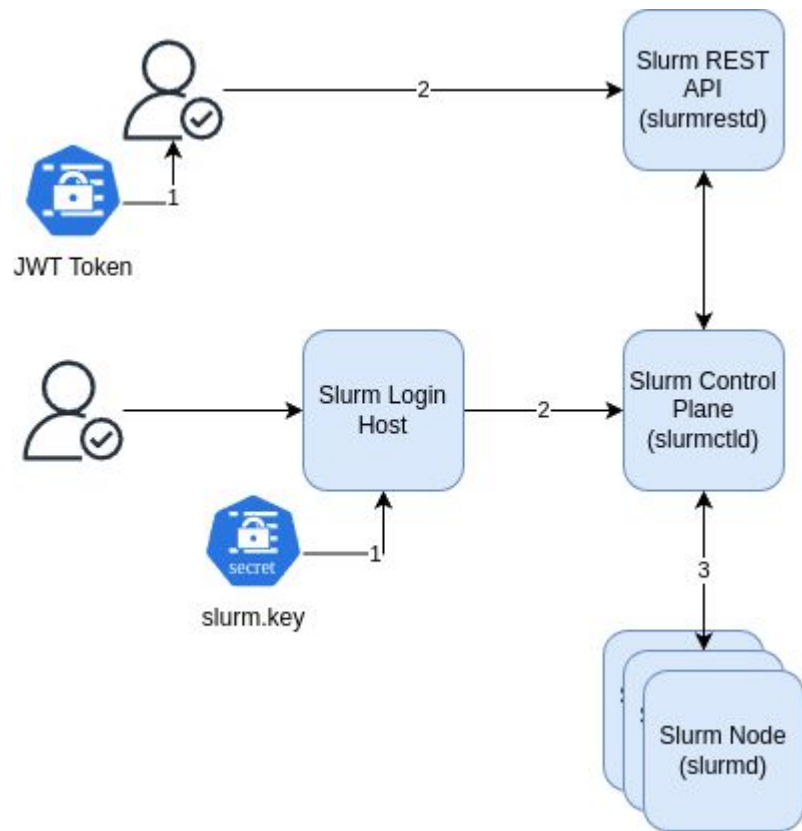 Slurm REST
API
(slurmrestd)
2
1
JWT Token
Slurm Login
Host
2
Slurm Control
Plane
(slurmctld)
secret
1
slurm.key
3
Slurm Node
(slurmd)